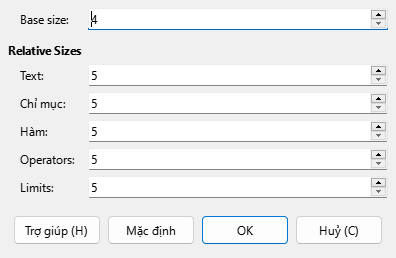 Base size: 4
Relative Sizes
Text: 5
Chỉ mục: 5
Hàm: 5
Operators: 5
Limits: 5
Trợ giúp (H) Mặc định OK Huỷ (C)